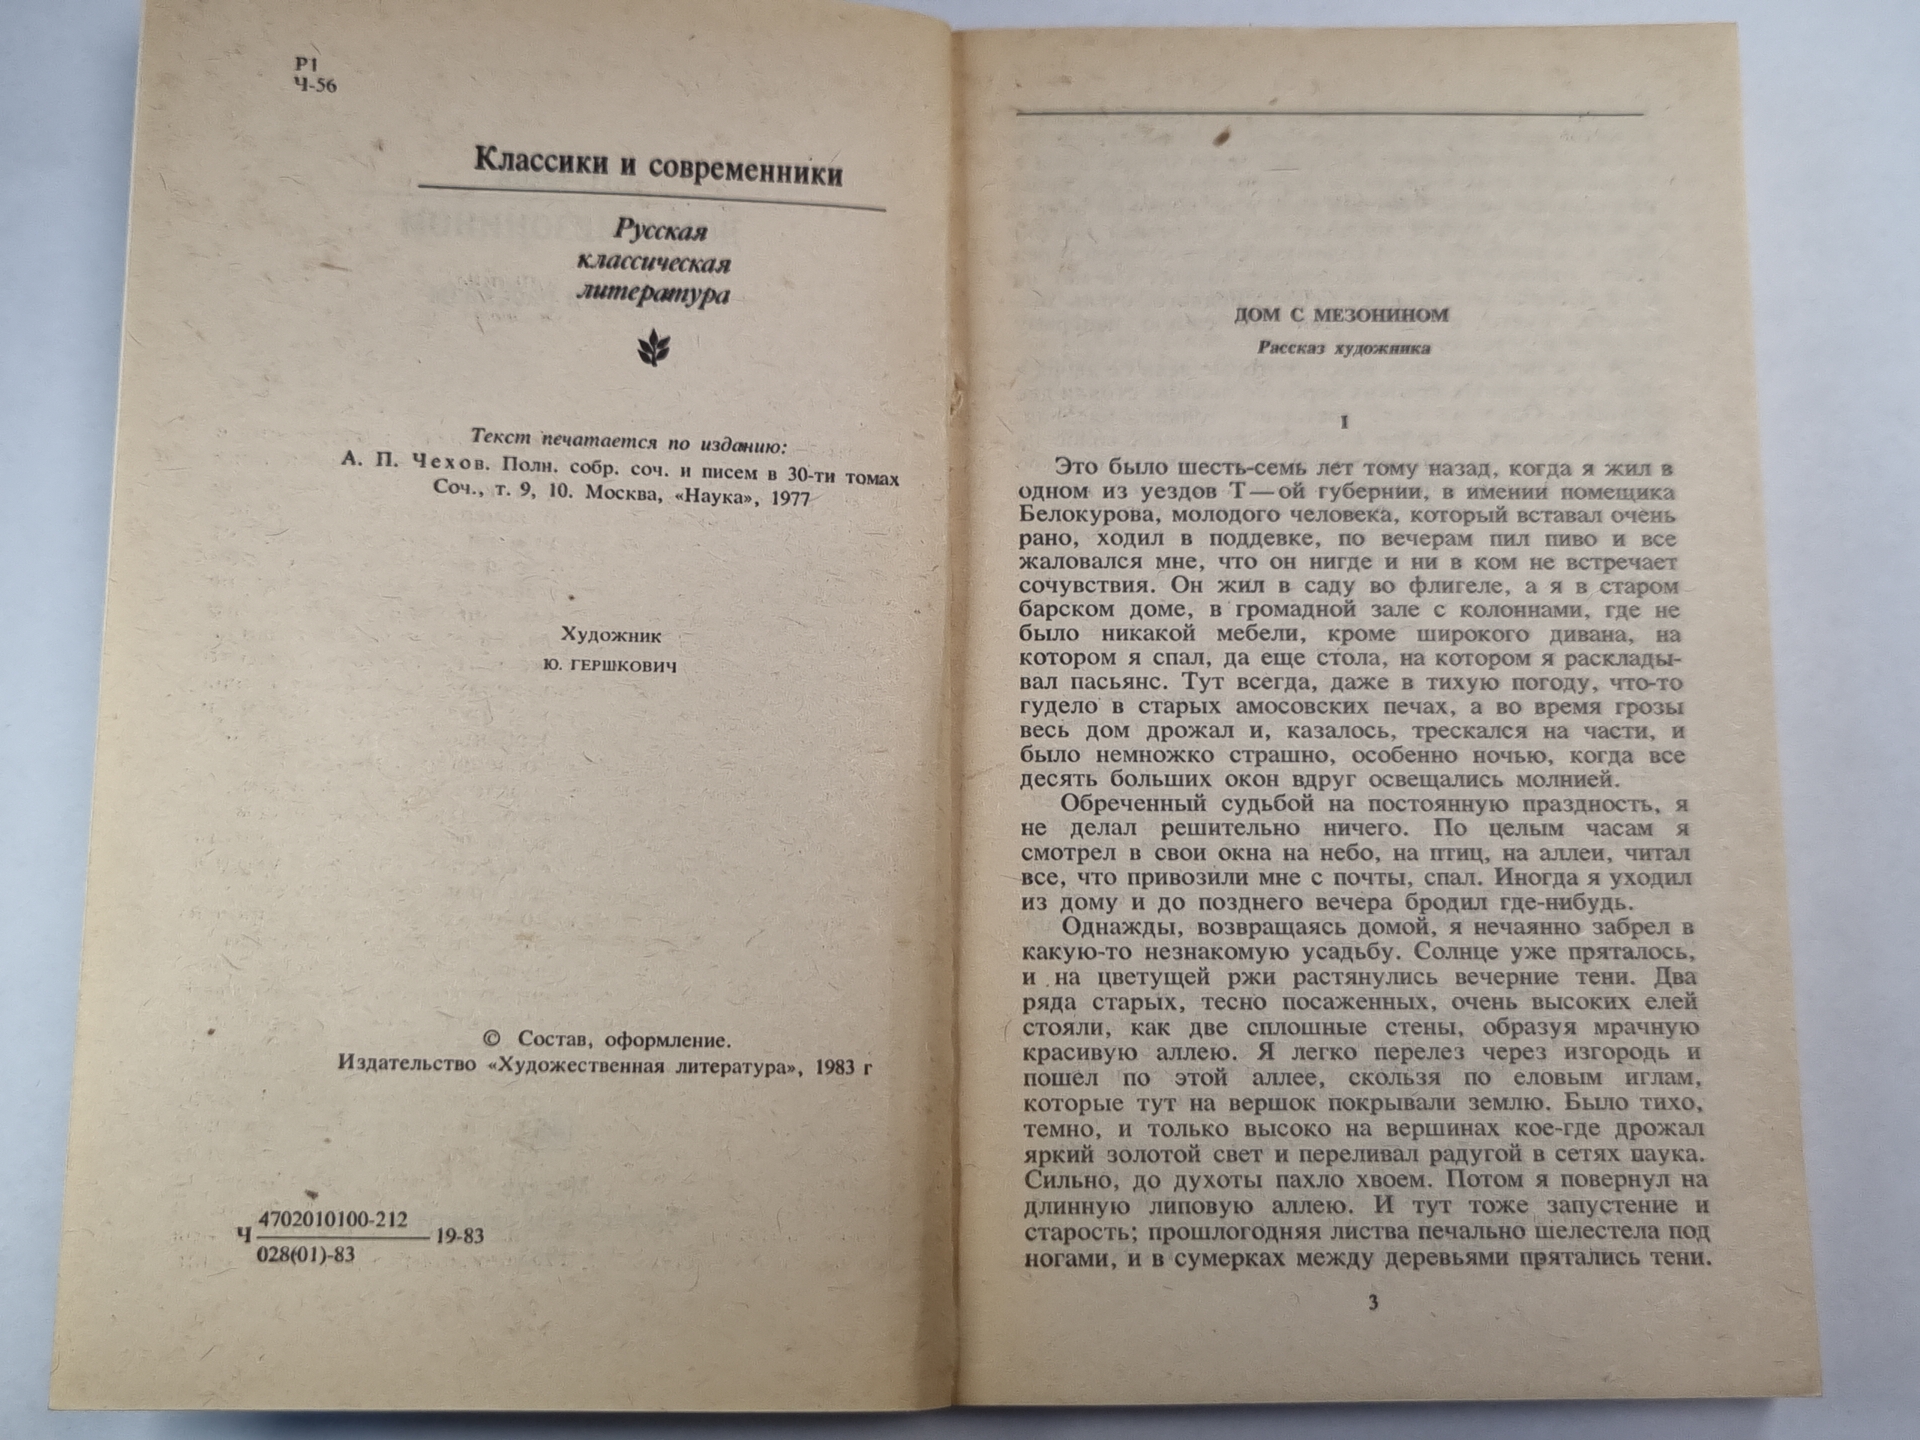 Р1
Ч-56
Классики и современники
Русская
классическая
литература
Текст печатается по изданию:
А. П. Чехов. Полн. собр. соч. и писем в 30-ти томах
Соч., т. 9, 10. Москва, «Наука», 1977
Художник
Ю. ГЕРШКОВИЧ
© Состав, оформление.
Издательство «Художественная литература», 1983 г
Ч 4702010100-212 19-83
028(01)-83
ДОМ С МЕЗОНИНОМ
Рассказ художника
I
Это было шесть-семь лет тому назад, когда я жил в
одном из уездов Т—ой губернии, в имении помещика
Белокурова, молодого человека, который вставал очень
рано, ходил в поддевке, по вечерам пил пиво и все
жаловался мне, что он нигде и ни в ком не встречает
сочувствия. Он жил в саду во флигеле, а я в старом
барском доме, в громадной зале с колоннами, где не
было никакой мебели, кроме широкого дивана, на
котором я спал, да еще стола, на котором я расклады-
вал пасьянс. Тут всегда, даже в тихую погоду, что-то
гудело в старых амосовских печах, а во время грозы
весь дом дрожал и, казалось, трескался на части, и
было немножко страшно, особенно ночью, когда все
десять больших окон вдруг освещались молнией.
Обреченный судьбой на постоянную праздность, я
не делал решительно ничего. По целым часам я
смотрел в свои окна на небо, на птиц, на аллеи, читал
все, что привозили мне с почты, спал. Иногда я уходил
из дому и до позднего вечера бродил где-нибудь.
Однажды, возвращаясь домой, я нечаянно забрел в
какую-то незнакомую усадьбу. Солнце уже пряталось,
и на цветущей ржи растянулись вечерние тени. Два
ряда старых, тесно посаженных, очень высоких елей
стояли, как две сплошные стены, образуя мрачную
красивую аллею. Я легко перелез через изгородь и
пошел по этой аллее, скользя по еловым иглам,
которые тут на вершок покрывали землю. Было тихо,
темно, и только высоко на вершинах кое-где дрожал
яркий золотой свет и переливал радугой в сетях паука.
Сильно, до духоты пахло хвоем. Потом я повернул на
длинную липовую аллею. И тут тоже запустение и
старость; прошлогодняя листва печально шелестела под
ногами, и в сумерках между деревьями прятались тени.
3